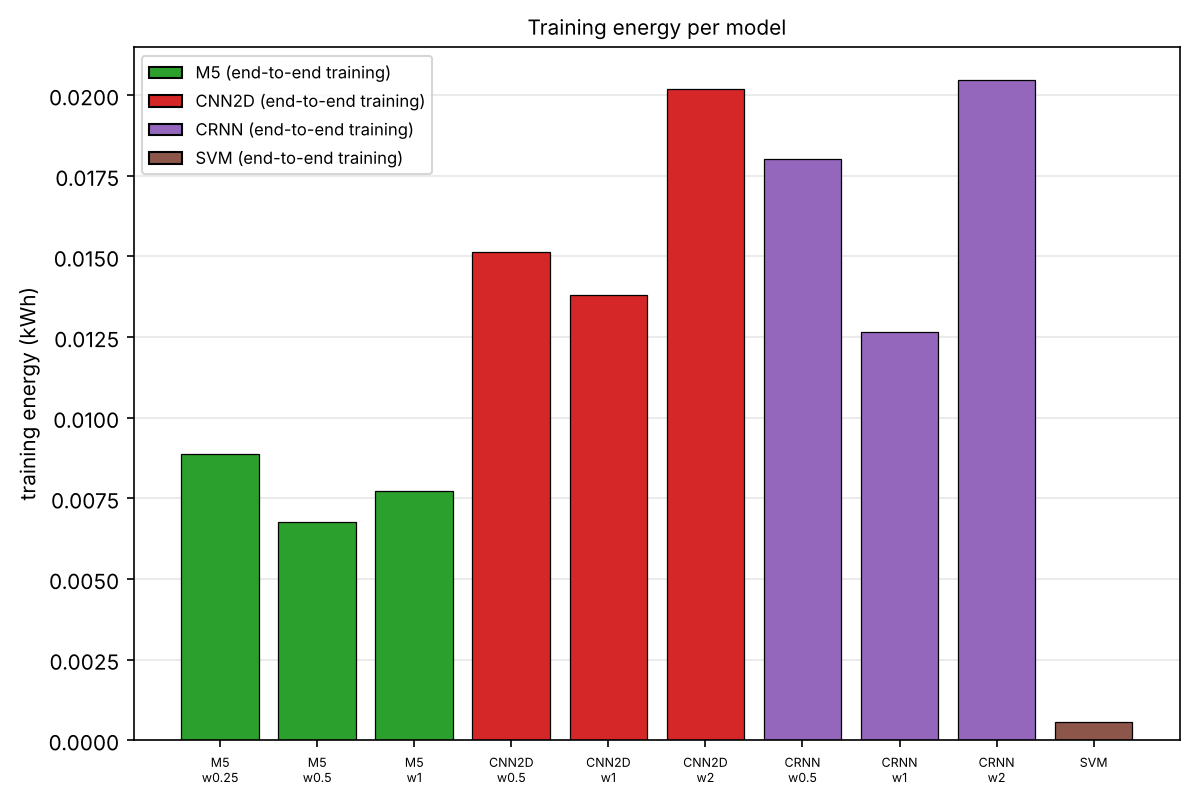 Training energy per model
M5 (end-to-end training)
CNN2D (end-to-end training)
CRNN (end-to-end training)
SVM (end-to-end training)
training energy (kWh)
0.0200
0.0175
0.0150
0.0125
0.0100
0.0075
0.0050
0.0025
0.0000
M5
w0.25
M5
w0.5
M5
w1
CNN2D
w0.5
CNN2D
w1
CNN2D
w2
CRNN
w0.5
CRNN
w1
CRNN
w2
SVM